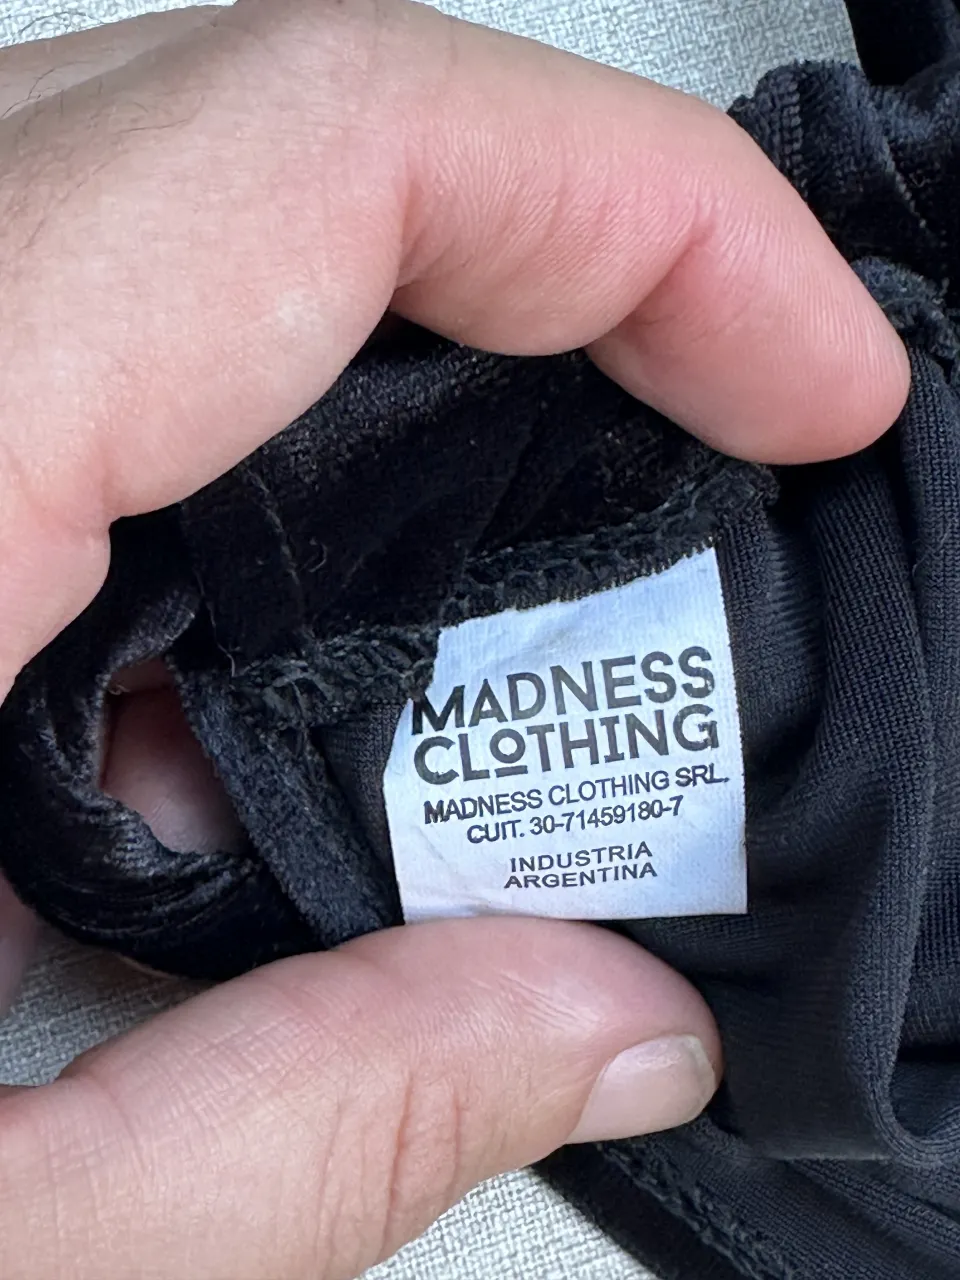 MADNESS
CLOTHING
MADNESS CLOTHING SRL.
CUIT. 30-71459180-7
INDUSTRIA
ARGENTINA